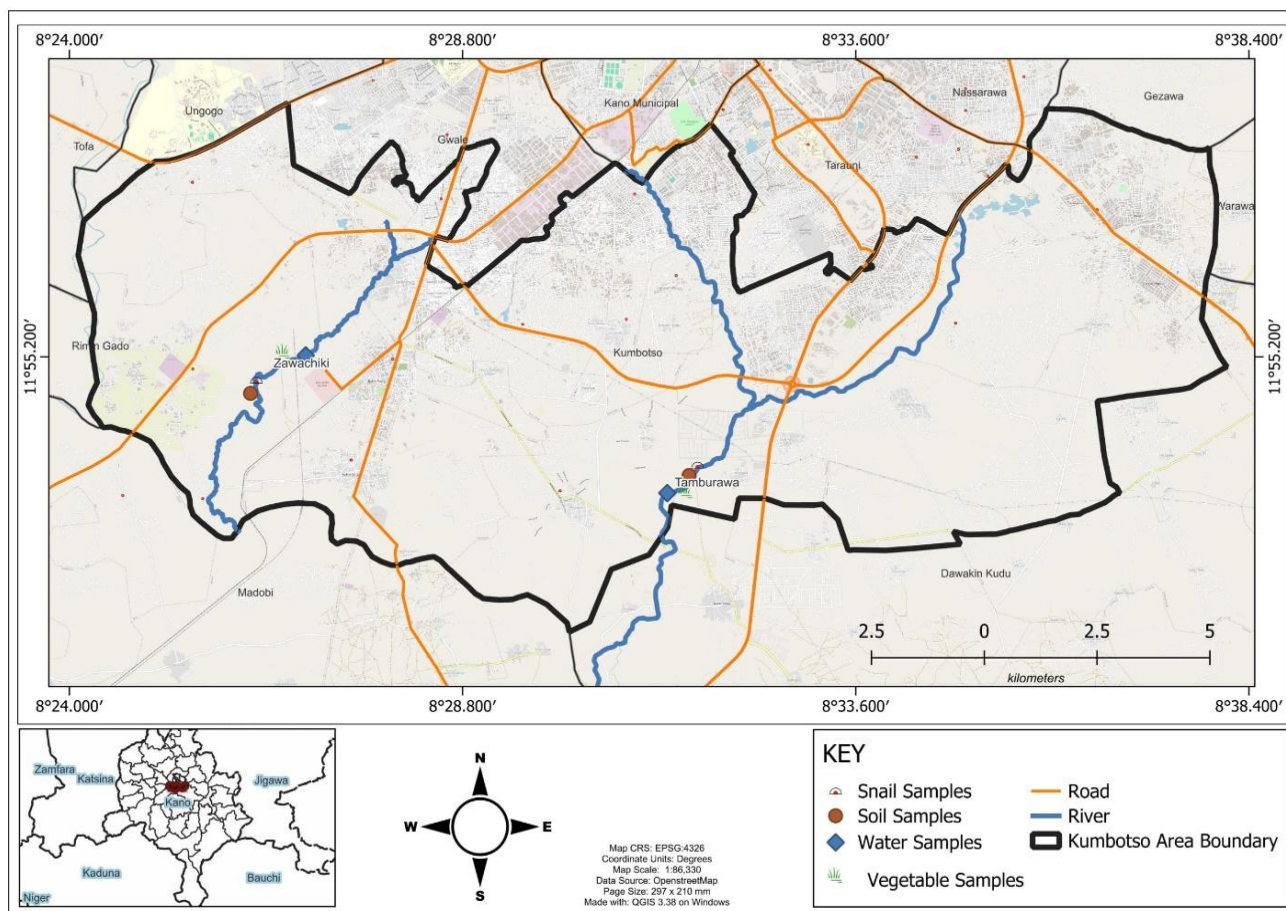 8°24.000′ 8°28.800′ 8°33.600′ 8°38.400′
Ungogo
Kano Municipal
Nassarawa
Gezawa
Tofa
Gwale
Tarauni
Warawa
11°55.200′
11°55.200′
Rimin Gado
Zawachiki
Kumbotso
Tamburawa
Madobi
Dawakin Kudu
2.5 0 2.5 5
kilometers
8°24.000′ 8°28.800′ 8°33.600′ 8°38.400′
Zamfara
Katsina
Jigawa
Kano
Kaduna
Bauchi
Niger
N
W E
S
Map CRS: EPSG:4326
Coordinate Units: Degrees
Map Scale: 1:86,330
Data Source: OpenstreetMap
Page Size: 297 x 210 mm
Made with: QGIS 3.38 on Windows
KEY
Snail Samples
Soil Samples
Water Samples
Vegetable Samples
Road
River
Kumbotso Area Boundary